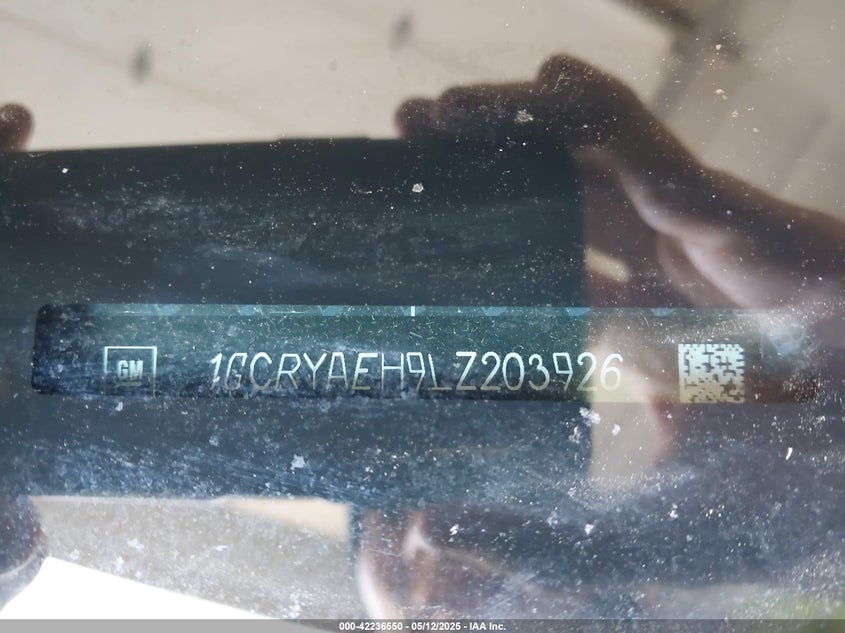 GM 1GCRYAEH9LZ203926
000-42236550 - 05/12/2025 - IAA Inc.